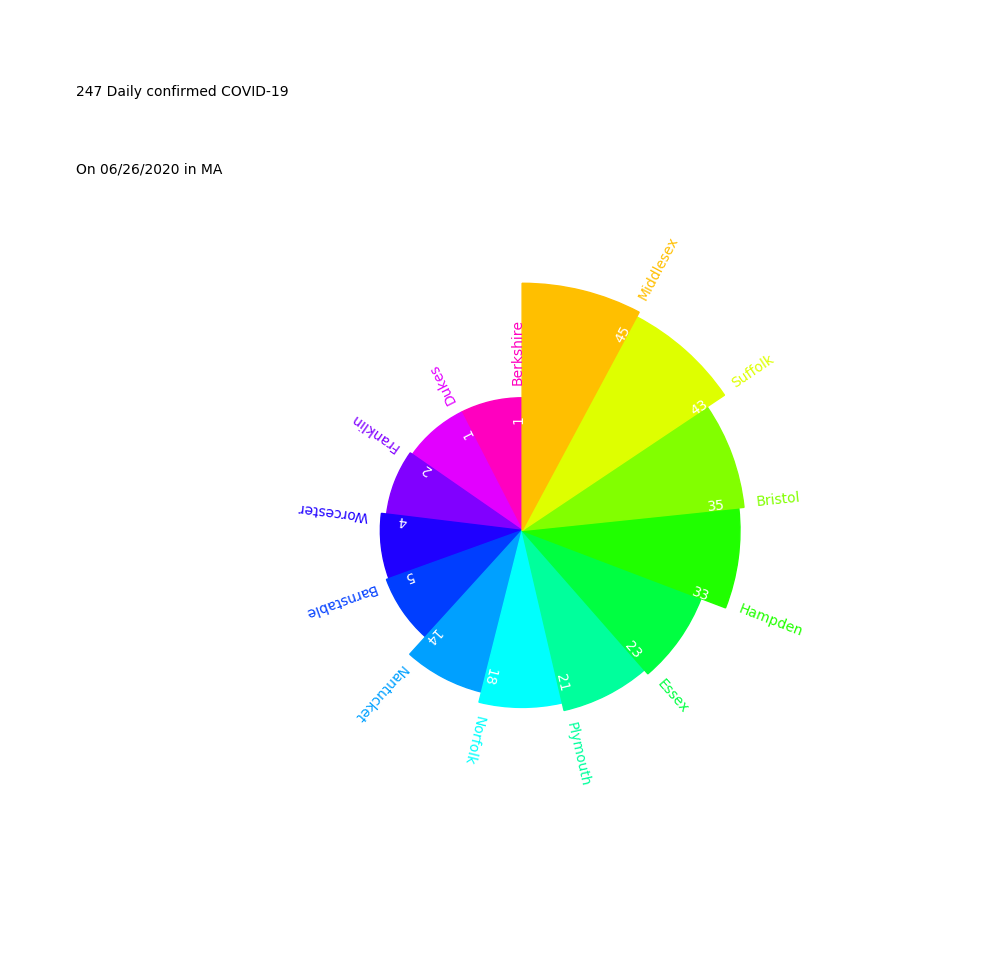 247 Daily confirmed COVID-19
On 06/26/2020 in MA
Middlesex
45
Suffolk
43
Bristol
35
Hampden
33
Essex
23
Plymouth
21
Norfolk
18
Nantucket
14
Barnstable
5
Worcester
4
Franklin
2
Dukes
1
Berkshire
1